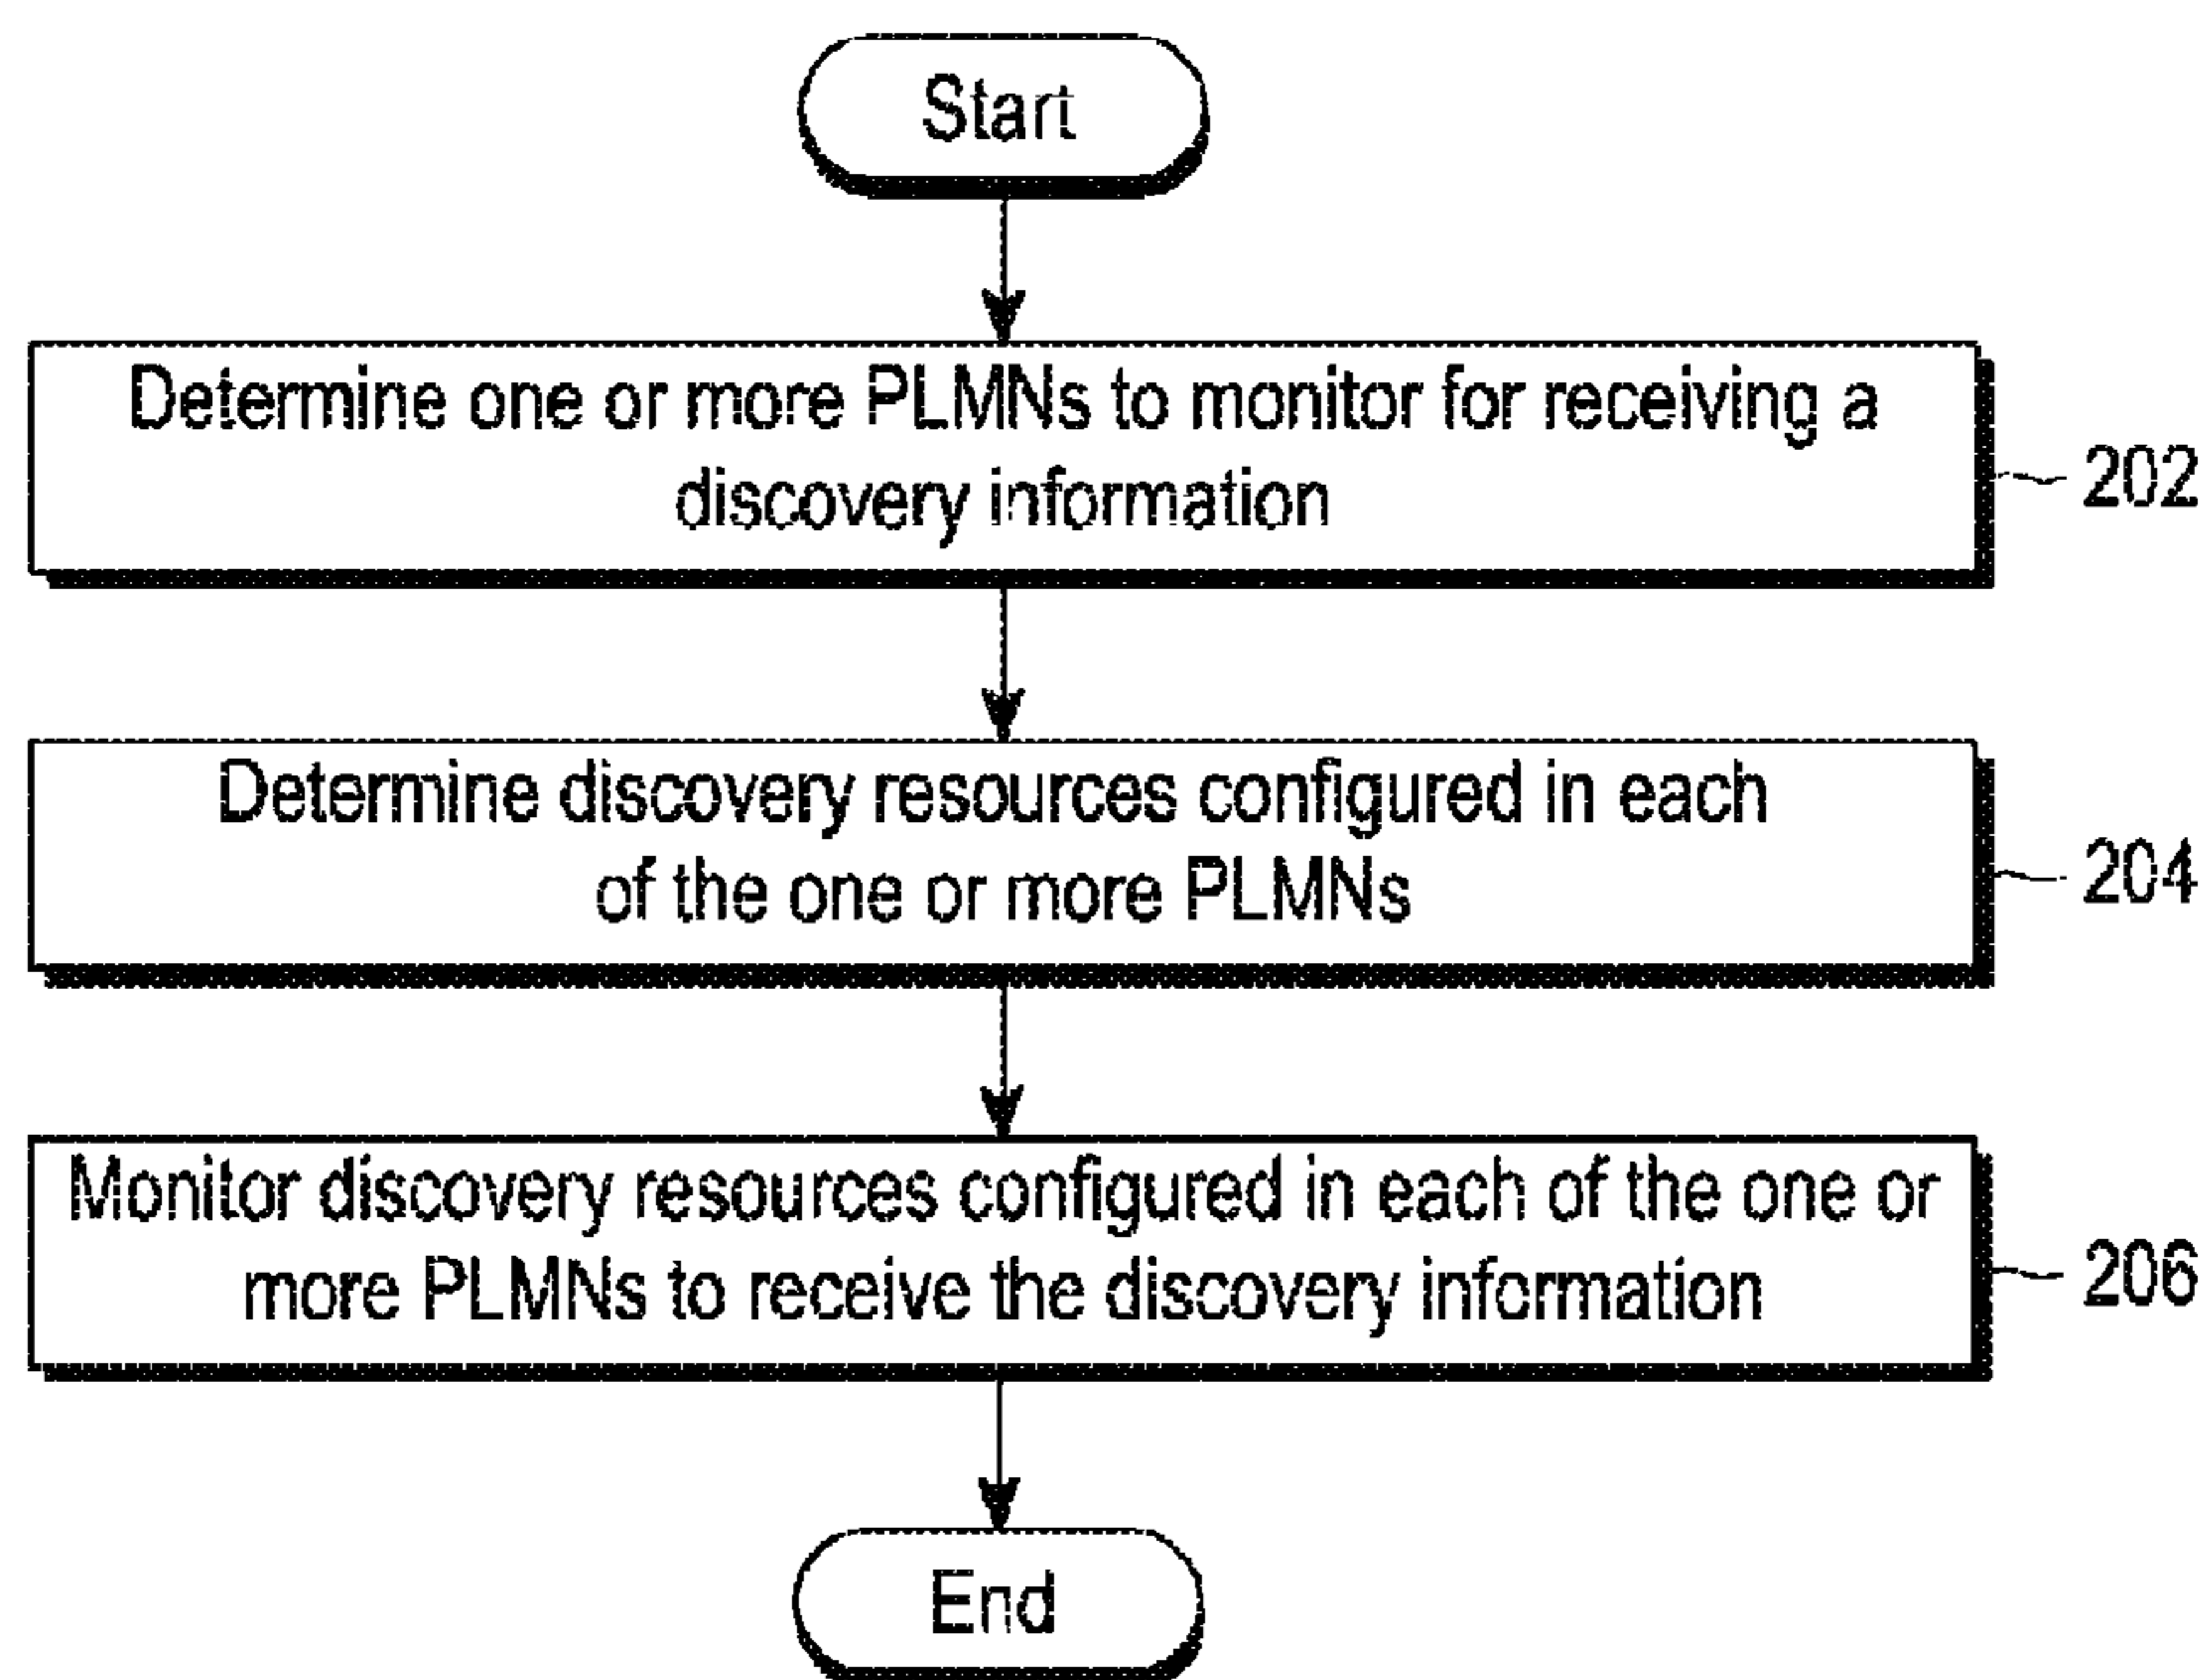 Start
Determine one or more PLMNs to monitor for receiving a
discovery information
202
Determine discovery resources configured in each
of the one or more PLMNs
204
Monitor discovery resources configured in each of the one or
more PLMNs to receive the discovery information
206
End